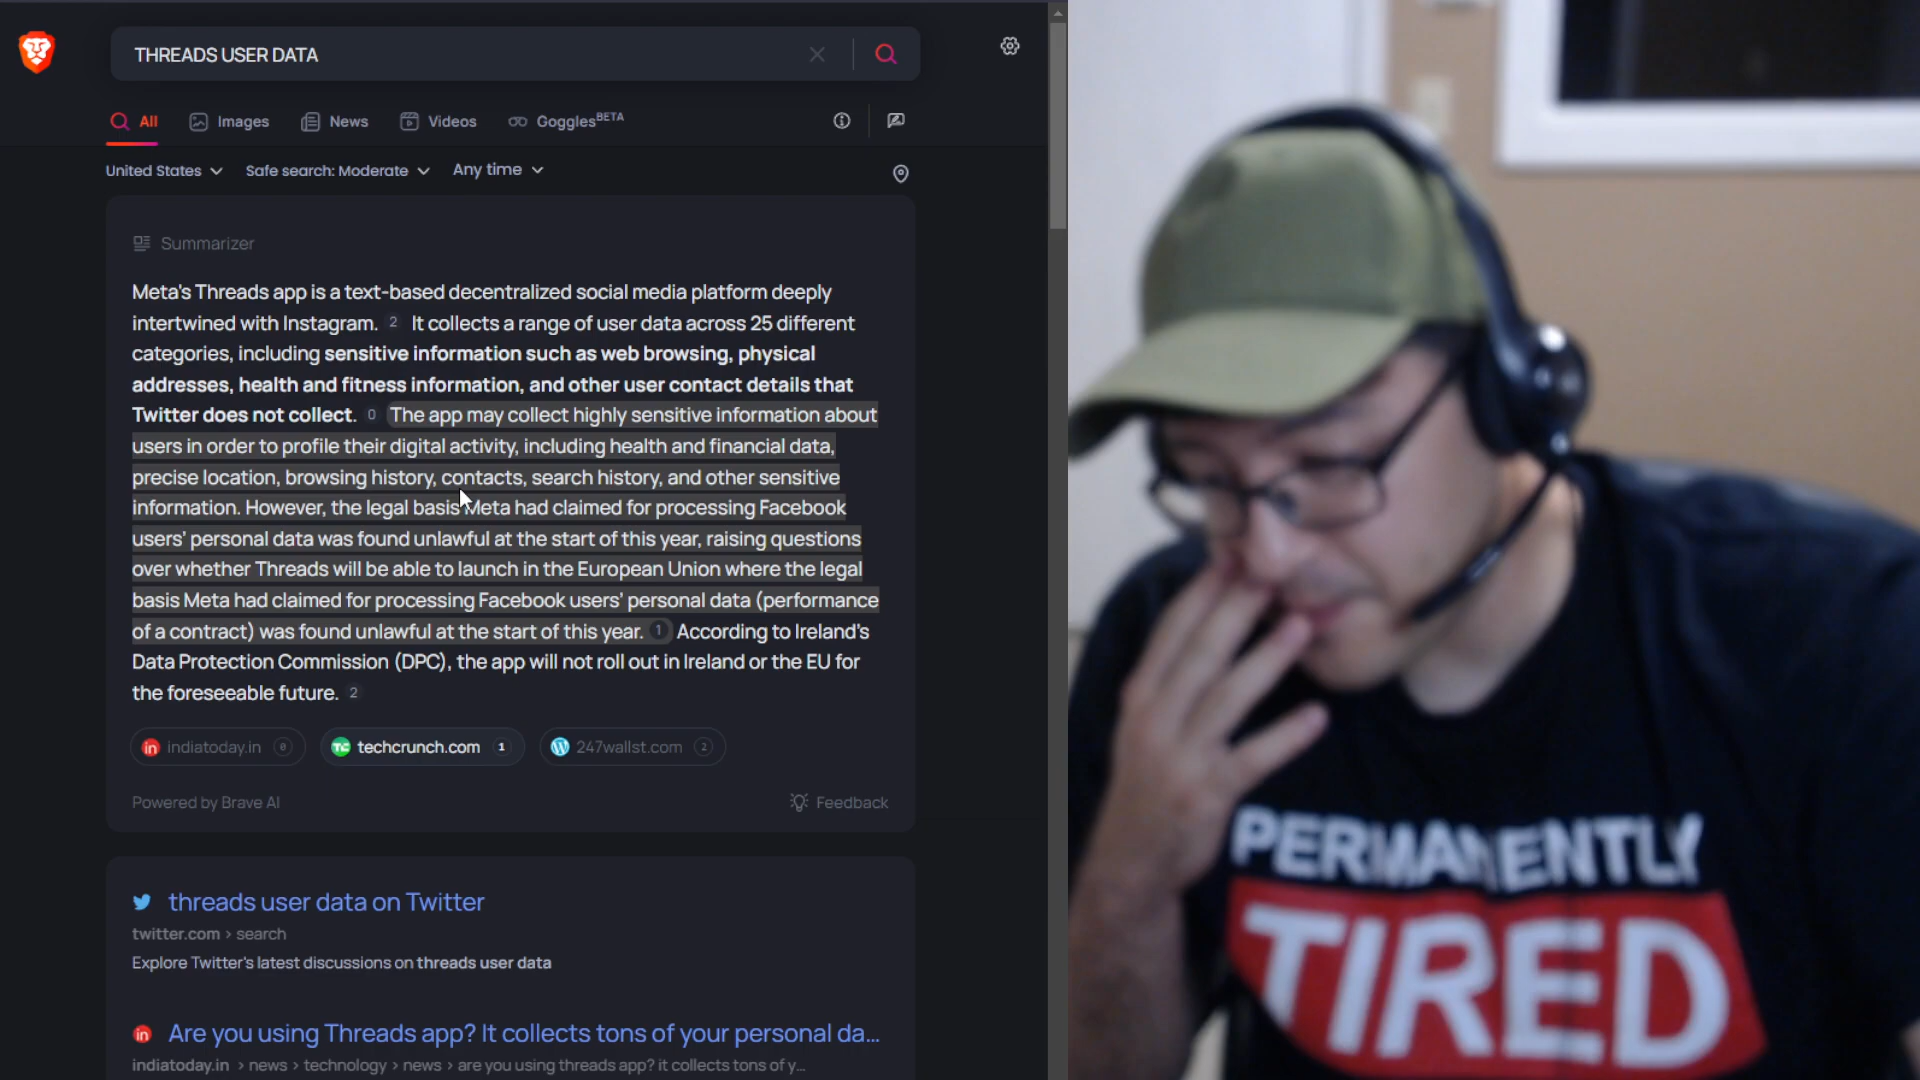 THREADS USER DATA
All Images News Videos Goggles BETA
United States Safe search: Moderate Any time
Summarizer
Meta's Threads app is a text-based decentralized social media platform deeply
intertwined with Instagram. 2 It collects a range of user data across 25 different
categories, including sensitive information such as web browsing, physical
addresses, health and fitness information, and other user contact details that
Twitter does not collect. 0 The app may collect highly sensitive information about
users in order to profile their digital activity, including health and financial data,
precise location, browsing history, contacts, search history, and other sensitive
information. However, the legal basis Meta had claimed for processing Facebook
users' personal data was found unlawful at the start of this year, raising questions
over whether Threads will be able to launch in the European Union where the legal
basis Meta had claimed for processing Facebook users' personal data (performance
of a contract) was found unlawful at the start of this year. 1 According to Ireland's
Data Protection Commission (DPC), the app will not roll out in Ireland or the EU for
the foreseeable future. 2
indiatoday.in 0 techcrunch.com 1 247wallst.com 2
Powered by Brave AI Feedback
threads user data on Twitter
twitter.com › search
Explore Twitter's latest discussions on threads user data
Are you using Threads app? It collects tons of your personal da...
indiatoday.in › news › technology › news › are you using threads app? it collects tons of y...
PERMANENTLY
TIRED